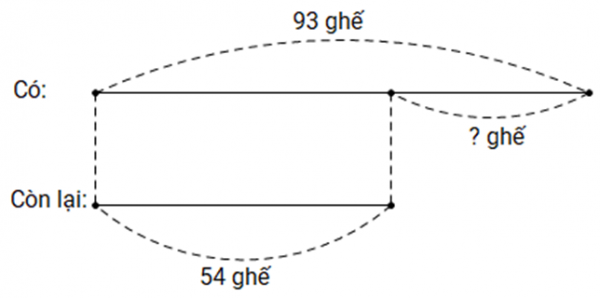 93 ghế
Có:
? ghế
Còn lại:
54 ghế